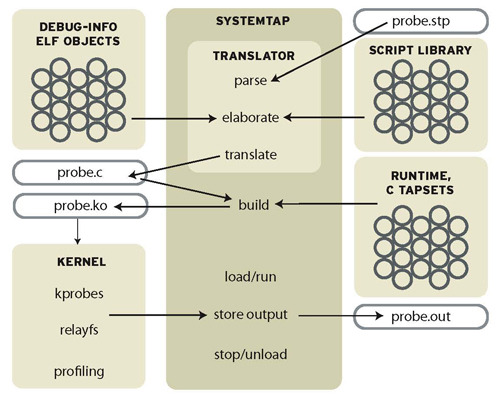 DEBUG-INFO
ELF OBJECTS
probe.c
probe.ko
KERNEL
kprobes
relayfs
profiling
SYSTEMTAP
TRANSLATOR
parse
elaborate
translate
build
load/run
store output
stop/unload
probe.stp
SCRIPT LIBRARY
RUNTIME,
C TAPSETS
probe.out